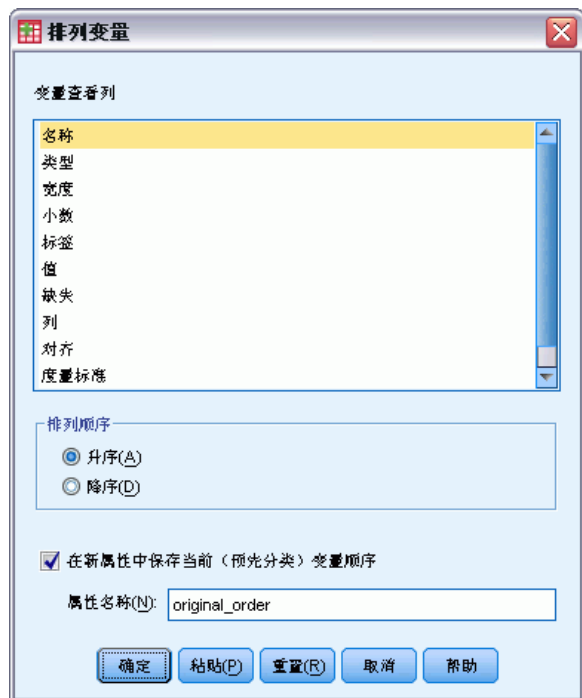 排列变量
变量查看列
名称
类型
宽度
小数
标签
值
缺失
列
对齐
度量标准
排列顺序
升序(A)
降序(D)
在新属性中保存当前（预先分类）变量顺序
属性名称(N): original_order
确定 粘贴(P) 重置(R) 取消 帮助